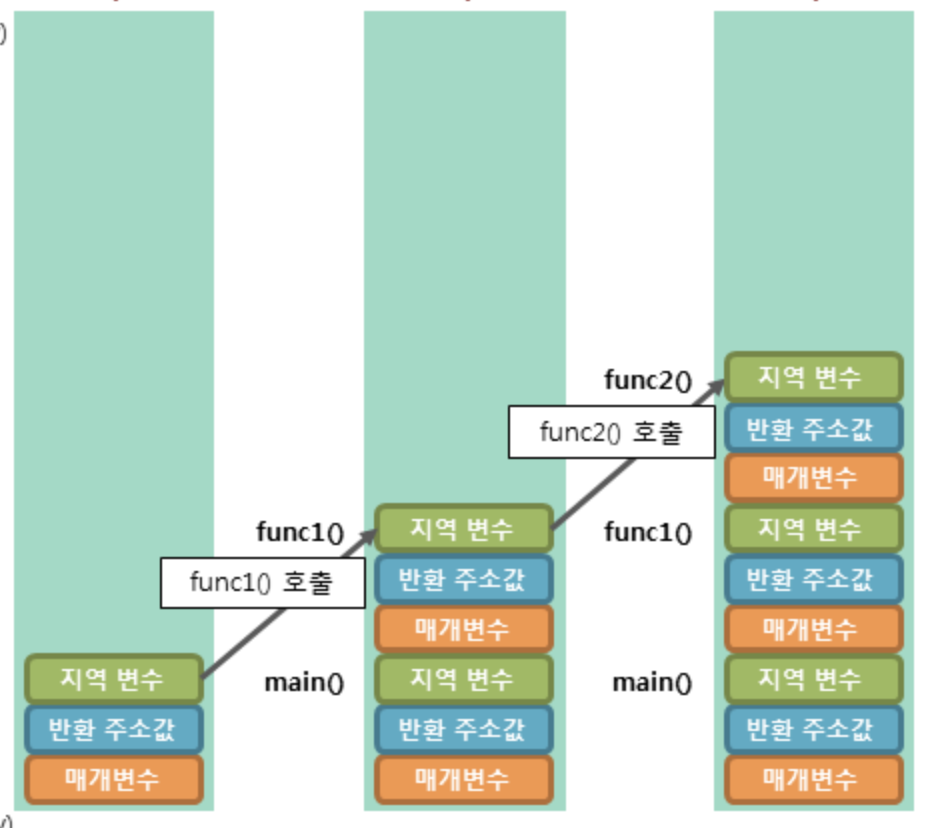 지역 변수
반환 주소값
매개변수
func1() 호출
func1()
main()
지역 변수
반환 주소값
매개변수
지역 변수
반환 주소값
매개변수
func2() 호출
func2()
func1()
main()
지역 변수
반환 주소값
매개변수
지역 변수
반환 주소값
매개변수
지역 변수
반환 주소값
매개변수